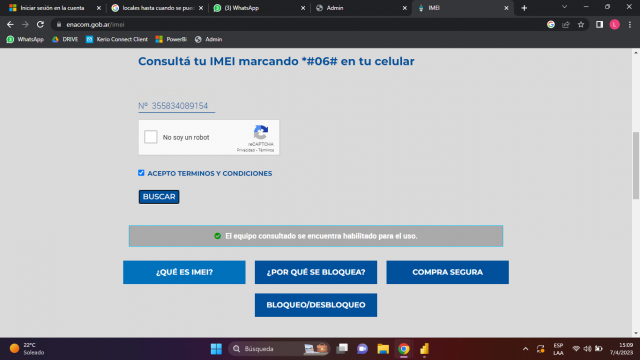 Iniciar sesión en la cuenta
locales hasta cuando se pued
(3) WhatsApp
Admin
IMEI
enacom.gob.ar/imei
L
WhatsApp
DRIVE
Kerio Connect Client
PowerBi
Admin
Consultá tu IMEI marcando *#06# en tu celular
Nº 355834089154
No soy un robot
reCAPTCHA
Privacidad - Términos
ACEPTO TERMINOS Y CONDICIONES
BUSCAR
El equipo consultado se encuentra habilitado para el uso.
¿QUÉ ES IMEI?
¿POR QUÉ SE BLOQUEA?
COMPRA SEGURA
BLOQUEO/DESBLOQUEO
22°C
Soleado
Búsqueda
ESP
LAA
15:09
7/4/2023